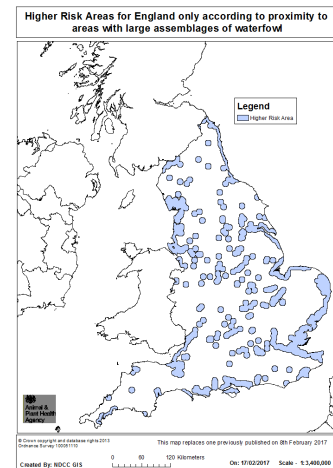 Higher Risk Areas for England only according to proximity to
areas with large assemblages of waterfowl
Legend
Higher Risk Area
Animal &
Plant Health
Agency
© Crown copyright and database rights 2013
Ordnance Survey 100051110
This map replaces one previously published on 8th February 2017
Created By: NDCC GIS
0 60 120 Kilometers
On: 17/02/2017 Scale - 1:3,400,000